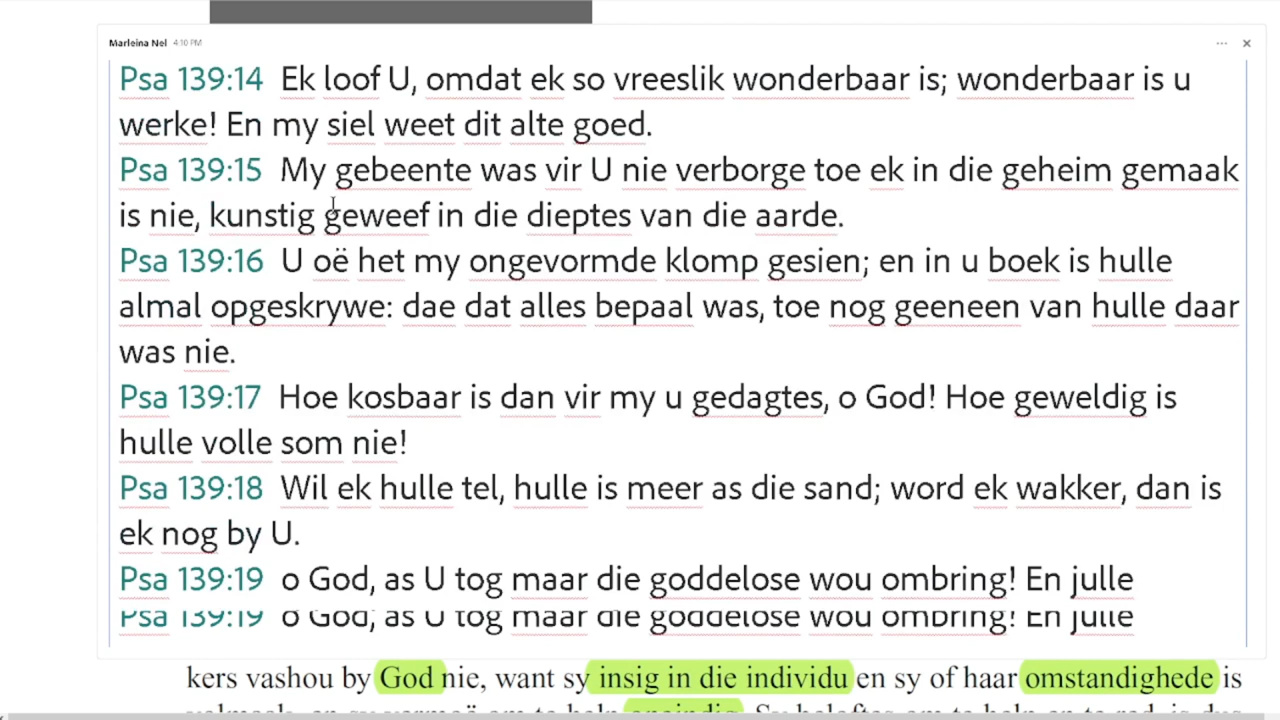 Marleina Nel 4:10 PM
Psa 139:14 Ek loof U, omdat ek so vreeslik wonderbaar is; wonderbaar is u
werke! En my siel weet dit alte goed.
Psa 139:15 My gebeente was vir U nie verborge toe ek in die geheim gemaak
is nie, kunstig geweef in die dieptes van die aarde.
Psa 139:16 U oë het my ongevormde klomp gesien; en in u boek is hulle
almal opgeskrywe: dae dat alles bepaal was, toe nog geeneen van hulle daar
was nie.
Psa 139:17 Hoe kosbaar is dan vir my u gedagtes, o God! Hoe geweldig is
hulle volle som nie!
Psa 139:18 Wil ek hulle tel, hulle is meer as die sand; word ek wakker, dan is
ek nog by U.
Psa 139:19 o God, as U tog maar die goddelose wou ombring! En julle
Psa 139:19 o God, as U tog maar die goddelose wou ombring! En julle
kers vashou by God nie, want sy insig in die individu en sy of haar omstandighede is